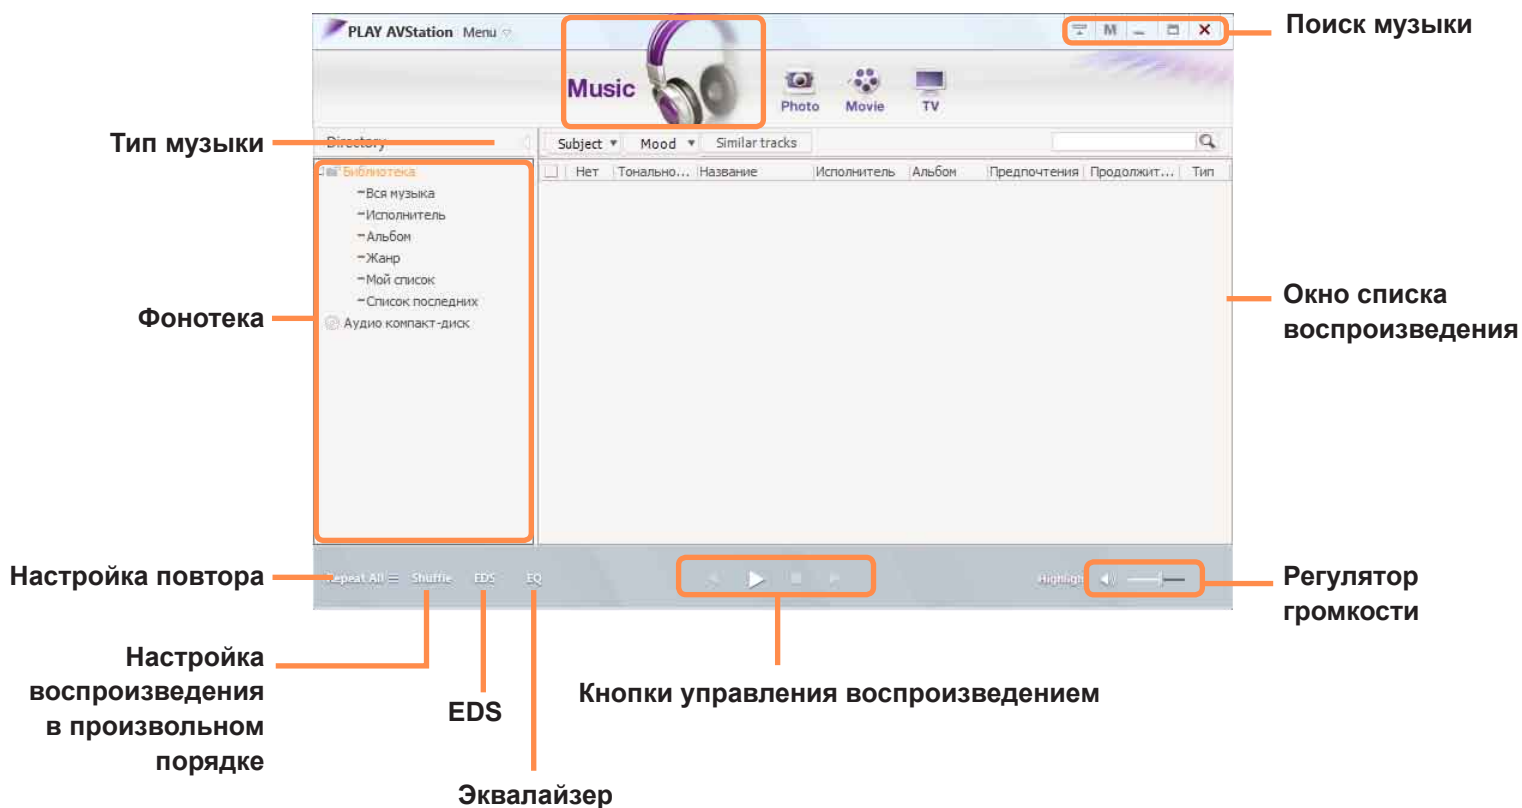 PLAY AVStation Menu
M
Поиск музыки
Music
Photo
Movie
TV
Тип музыки
Directory
Subject
Mood
Similar tracks
Библиотека
Вся музыка
Исполнитель
Альбом
Жанр
Мой список
Список последних
Аудио компакт-диск
Нет
Тонально...
Название
Исполнитель
Альбом
Предпочтения
Продолжит...
Тип
Фонотека
Окно списка
воспроизведения
Настройка повтора
Repeat All
Shuffle
EDS
EQ
Highligh
Регулятор
громкости
Настройка
воспроизведения
в произвольном
порядке
EDS
Эквалайзер
Кнопки управления воспроизведением